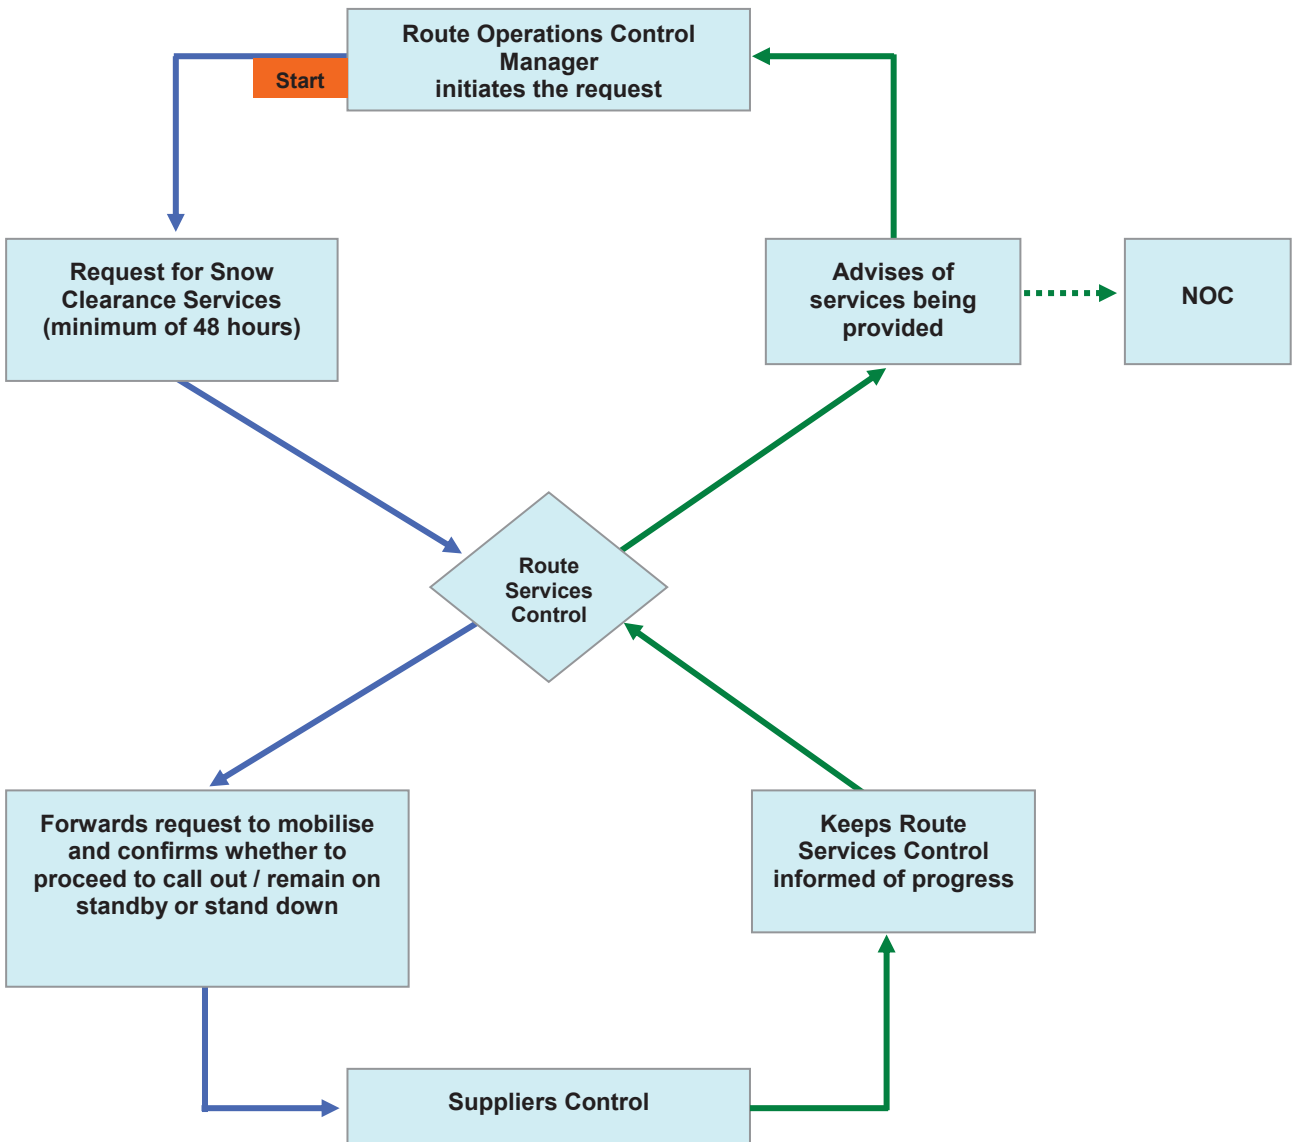 Route Operations Control
Manager
initiates the request
Start
Request for Snow
Clearance Services
(minimum of 48 hours)
Advises of
services being
provided
NOC
Route
Services
Control
Forwards request to mobilise
and confirms whether to
proceed to call out / remain on
standby or stand down
Keeps Route
Services Control
informed of progress
Suppliers Control